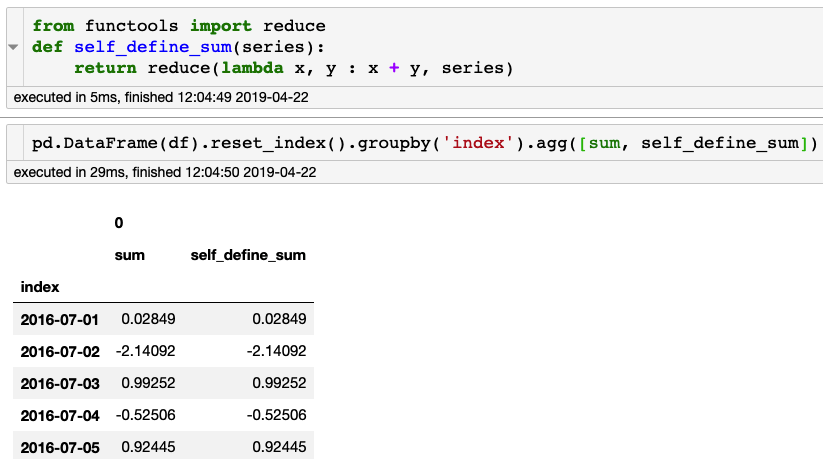 from functools import reduce
def self_define_sum(series):
    return reduce(lambda x, y : x + y, series)
executed in 5ms, finished 12:04:49 2019-04-22
pd.DataFrame(df).reset_index().groupby('index').agg([sum, self_define_sum])
executed in 29ms, finished 12:04:50 2019-04-22
0
sum self_define_sum
index
2016-07-01 0.02849 0.02849
2016-07-02 -2.14092 -2.14092
2016-07-03 0.99252 0.99252
2016-07-04 -0.52506 -0.52506
2016-07-05 0.92445 0.92445